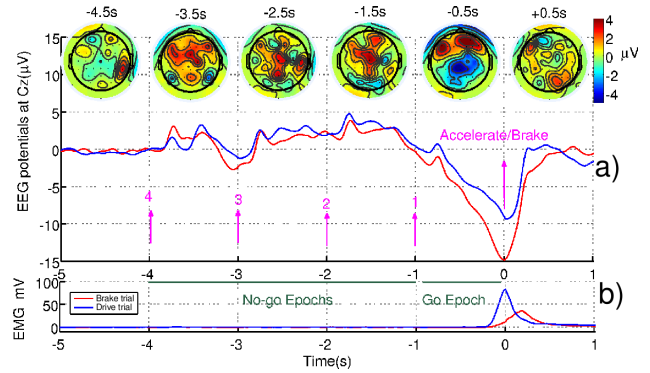 -4.5s -3.5s -2.5s -1.5s -0.5s +0.5s
4
2
0
-2
-4
μV
EEG potentials at Cz(μV)
10
5
0
-5
-10
-15
Accelerate/Brake
a)
4 3 2 1
-5 -4 -3 -2 -1 0 1
EMG mV
100
50
0
Brake trial
Drive trial
No-go Epochs
Go Epoch
b)
-5 -4 -3 -2 -1 0 1
Time(s)